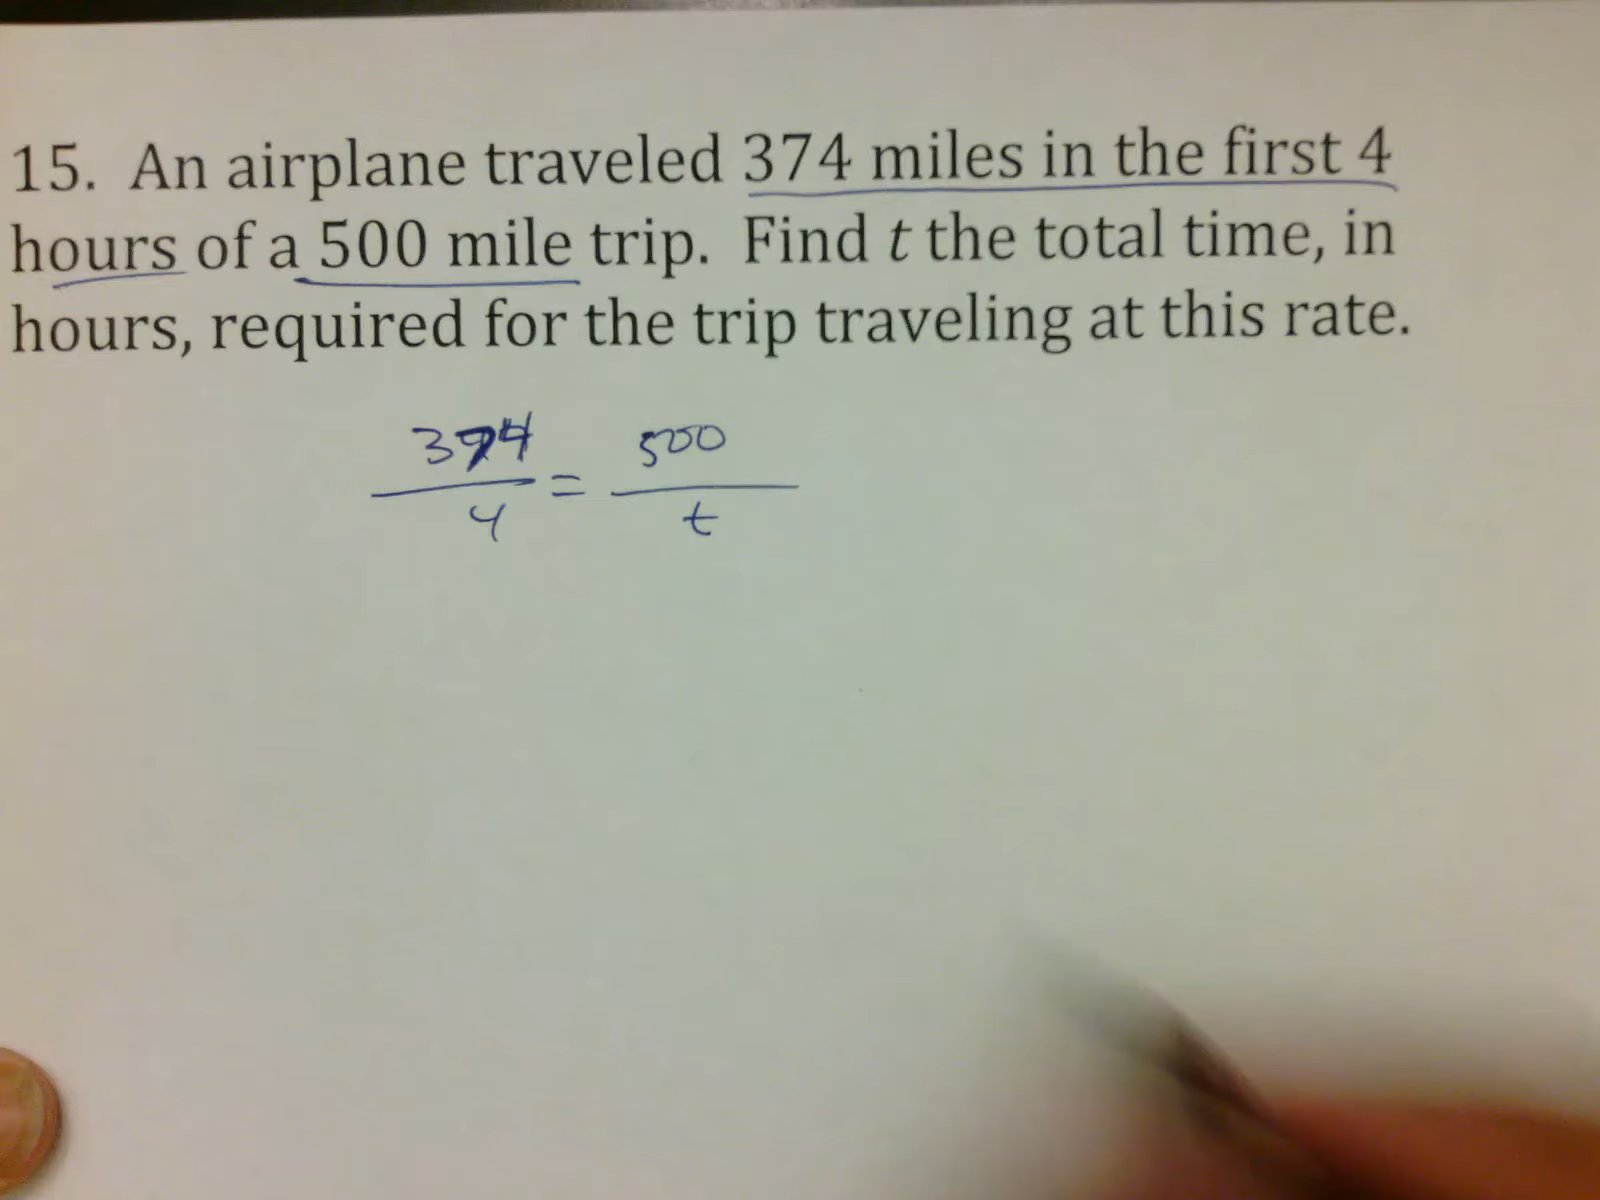 15. An airplane traveled 374 miles in the first 4
hours of a 500 mile trip. Find t the total time, in
hours, required for the trip traveling at this rate.
374 = 500
4 t